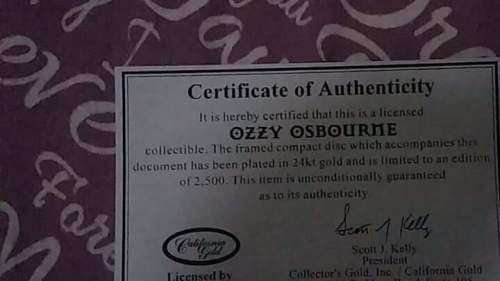 Certificate of Authenticity
It is hereby certified that this is a licensed
OZZY OSBOURNE
collectible. The framed compact disc which accompanies this
document has been plated in 24kt gold and is limited to an edition
of 2,500. This item is unconditionally guaranteed
as to its authenticity.
Scott J Kelly
Scott J. Kelly
President
California
Gold
Licensed by
Collector's Gold, Inc. / California Gold
Forever